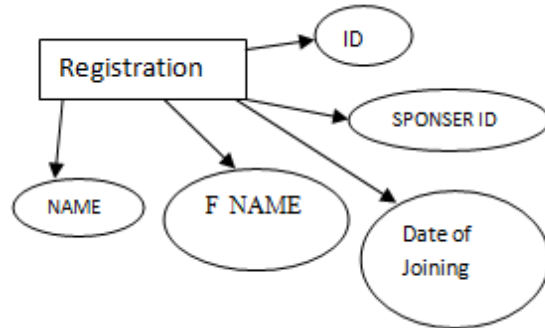 ID
Registration
SPONSER ID
NAME
F NAME
Date of
Joining